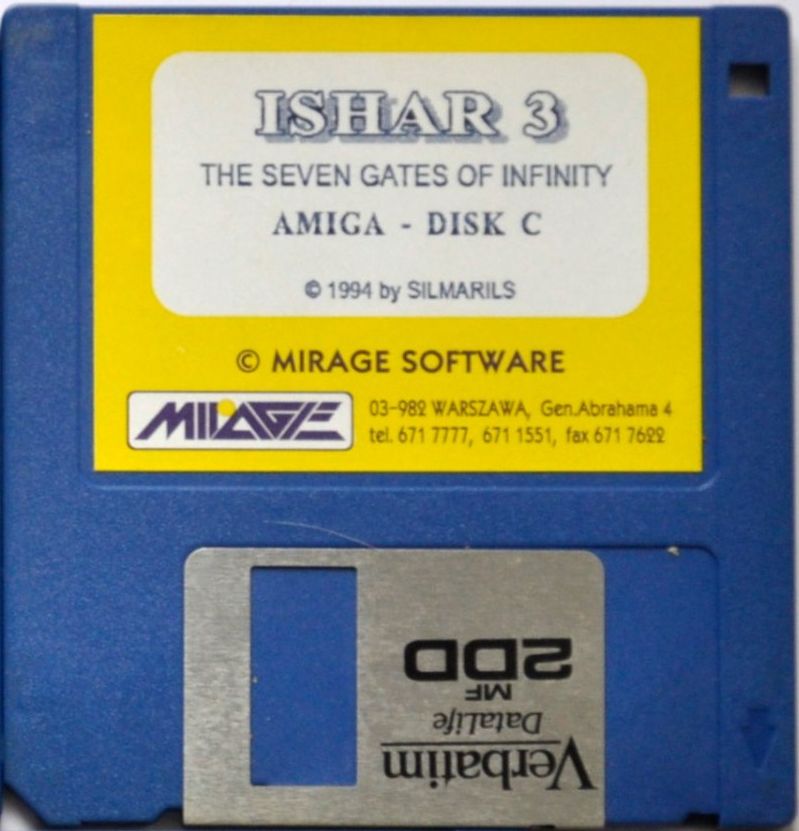 ISHAR 3
THE SEVEN GATES OF INFINITY
AMIGA - DISK C
© 1994 by SILMARILS
© MIRAGE SOFTWARE
MIRAGE
03-982 WARSZAWA, Gen.Abrahama 4
tel. 671 7777, 671 1551, fax 671 7622
Verbatim
DataLife
MF
2DD